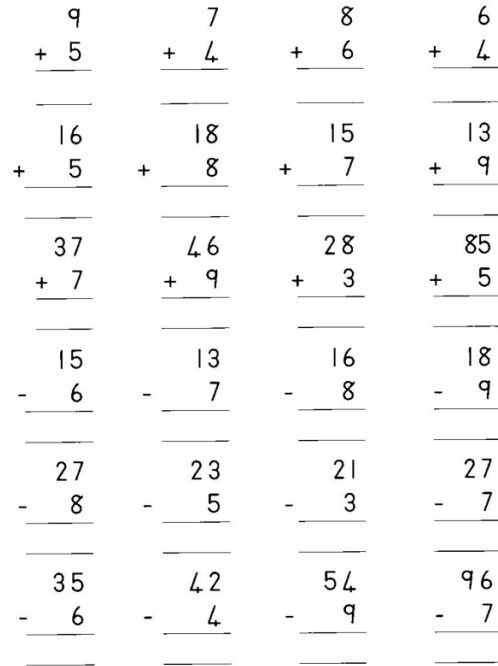 9 7 8 6
+ 5 + 4 + 6 + 4
16 18 15 13
+ 5 + 8 + 7 + 9
37 46 28 85
+ 7 + 9 + 3 + 5
15 13 16 18
- 6 - 7 - 8 - 9
27 23 21 27
- 8 - 5 - 3 - 7
35 42 54 96
- 6 - 4 - 9 - 7